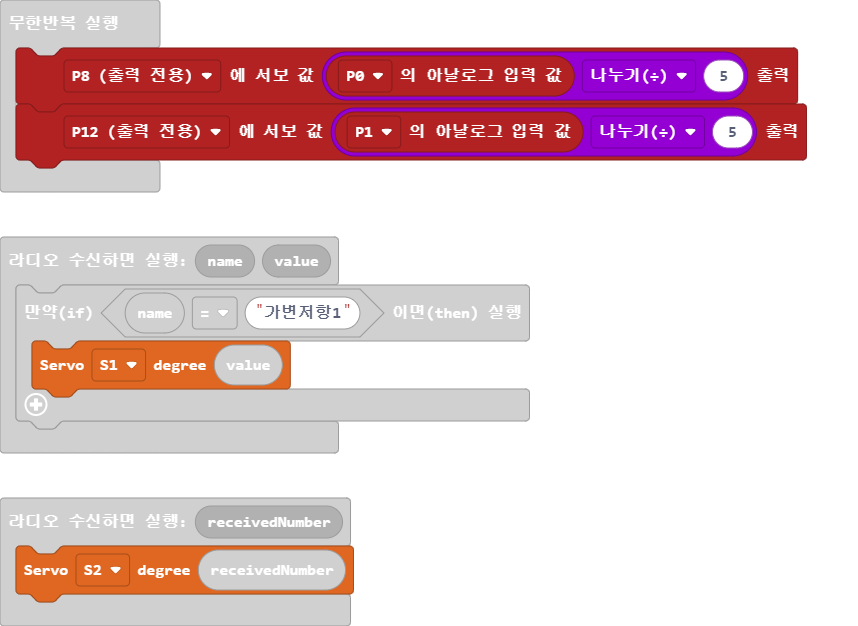 무한반복 실행
P8 (출력 전용) 에 서보 값 P0 의 아날로그 입력 값 나누기(÷) 5 출력
P12 (출력 전용) 에 서보 값 P1 의 아날로그 입력 값 나누기(÷) 5 출력
라디오 수신하면 실행: name value
만약(if) name = "가변저항1" 이면(then) 실행
Servo S1 degree value
라디오 수신하면 실행: receivedNumber
Servo S2 degree receivedNumber